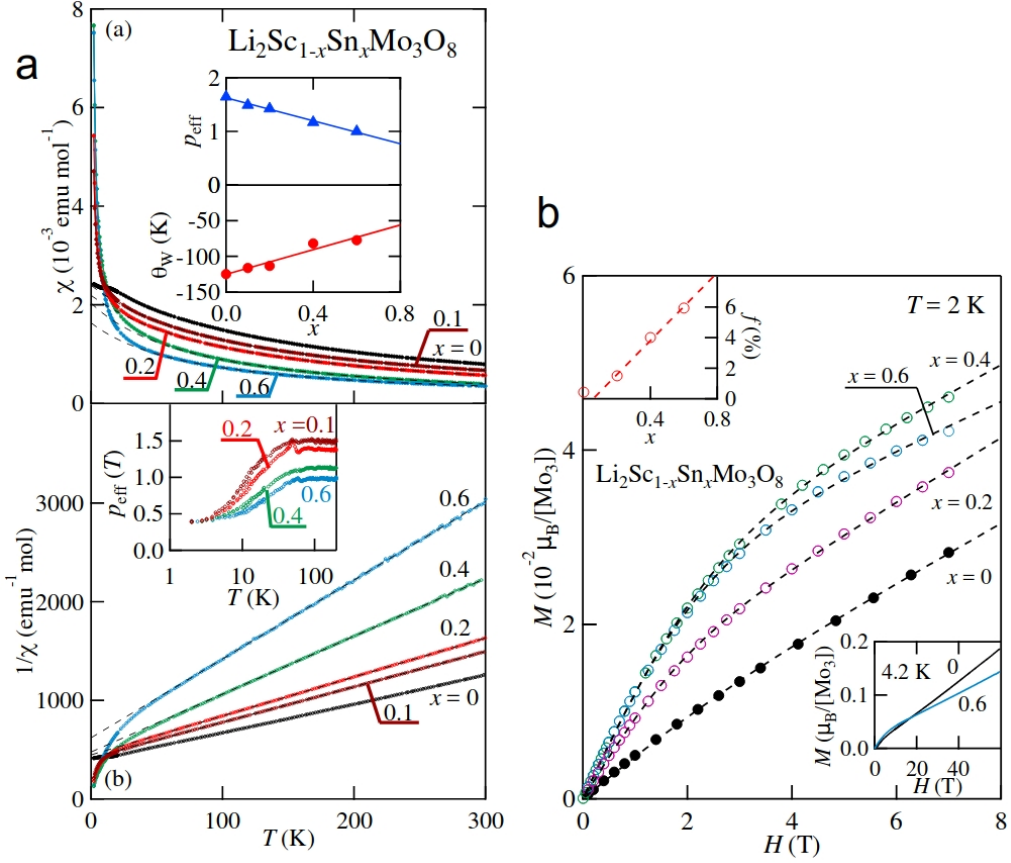 a
(a)
Li2Sc1-xSnxMo3O8
χ (10-3 emu mol-1)
8
6
4
2
0
peff
2
1
0
θW (K)
-50
-100
-150
0.0
0.4
0.8
x
0.1
x = 0
0.2
0.4
0.6
(b)
1/χ (emu-1 mol)
3000
2000
1000
0
peff (T)
1.5
1.0
0.5
0.0
1
10
100
T (K)
x =0.1
0.2
0.4
0.6
0.6
0.4
0.2
x = 0
0.1
0
100
200
300
T (K)
b
T = 2 K
M (10-2 μB/[Mo3])
6
4
2
0
f (%)
6
4
2
0
0.4
0.8
x
x = 0.4
x = 0.6
Li2Sc1-xSnxMo3O8
x = 0.2
x = 0
M (μB/[Mo3])
0.2
0.1
0.0
4.2 K
0
0.6
0
20
40
H (T)
0
2
4
6
8
H (T)